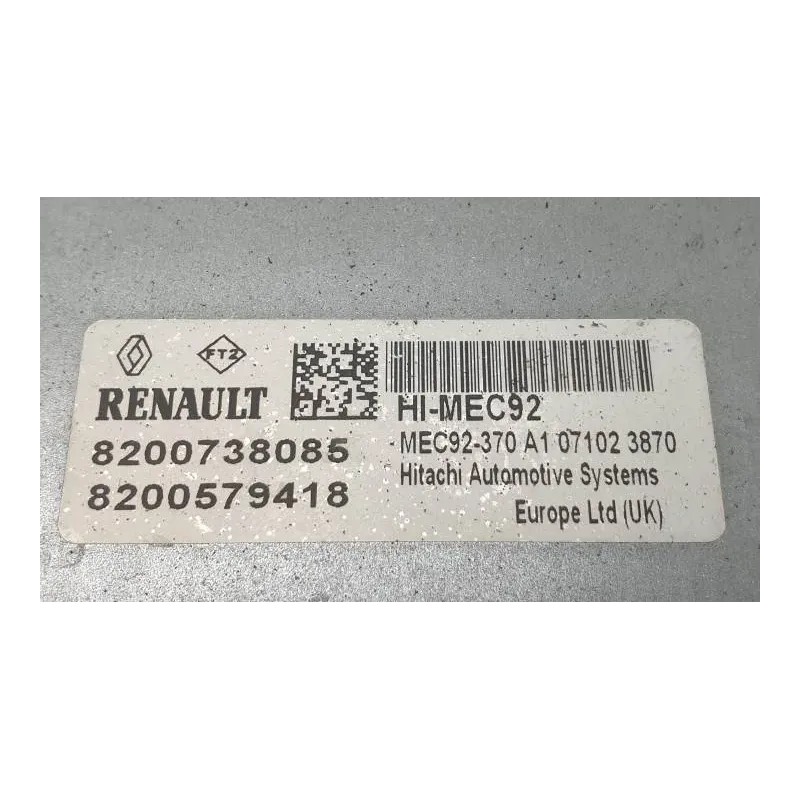 FT2
RENAULT
8200738085
8200579418
HI-MEC92
MEC92-370 A1 07102 3870
Hitachi Automotive Systems
Europe Ltd (UK)